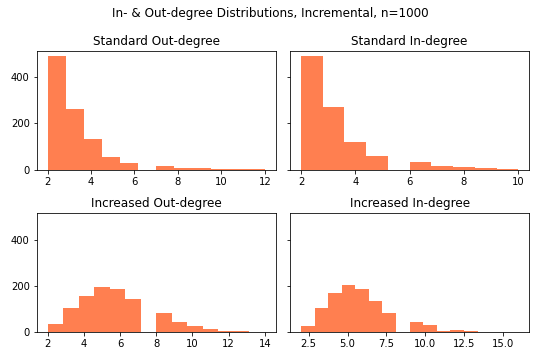 In- & Out-degree Distributions, Incremental, n=1000
Standard Out-degree
Standard In-degree
400
200
0
2 4 6 8 10 12
2 4 6 8 10
Increased Out-degree
Increased In-degree
400
200
0
2 4 6 8 10 12 14
2.5 5.0 7.5 10.0 12.5 15.0